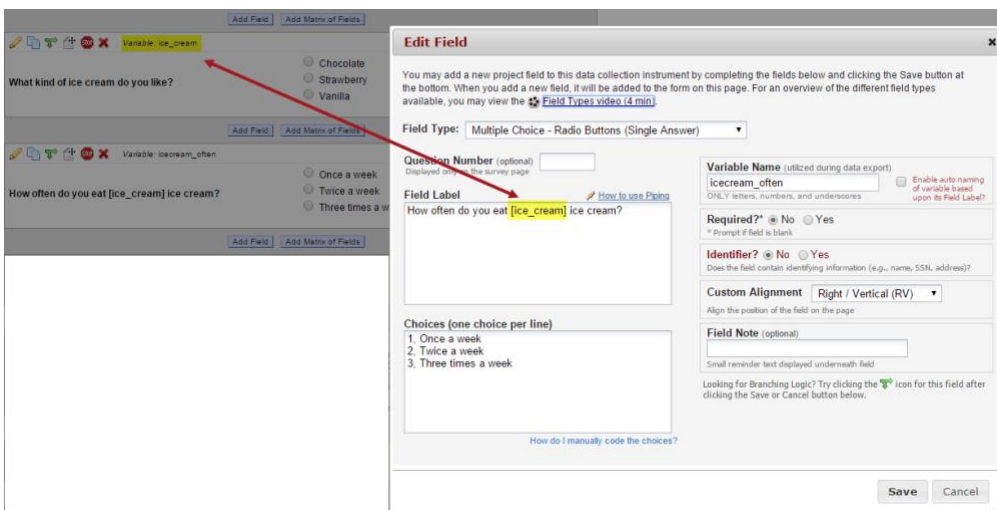 Add Field Add Matrix of Fields
Variable: ice_cream
What kind of ice cream do you like?
Chocolate
Strawberry
Vanilla
Add Field Add Matrix of Fields
Variable: icecream_often
How often do you eat [ice_cream] ice cream?
Once a week
Twice a week
Three times a w
Add Field Add Matrix of Fields
Edit Field
You may add a new project field to this data collection instrument by completing the fields below and clicking the Save button at
the bottom. When you add a new field, it will be added to the form on this page. For an overview of the different field types
available, you may view the Field Types video (4 min).
Field Type: Multiple Choice - Radio Buttons (Single Answer)
Question Number (optional)
Displayed only on the survey page
Field Label How to use Piping
How often do you eat [ice_cream] ice cream?
Choices (one choice per line)
1, Once a week
2, Twice a week
3, Three times a week
How do I manually code the choices?
Variable Name (utilized during data export)
icecream_often
ONLY letters, numbers, and underscores
Enable auto naming
of variable based
upon its Field Label?
Required?* No Yes
* Prompt if field is blank
Identifier? No Yes
Does the field contain identifying information (e.g., name, SSN, address)?
Custom Alignment Right / Vertical (RV)
Align the position of the field on the page
Field Note (optional)
Small reminder text displayed underneath field
Looking for Branching Logic? Try clicking the icon for this field after
clicking the Save or Cancel button below.
Save Cancel